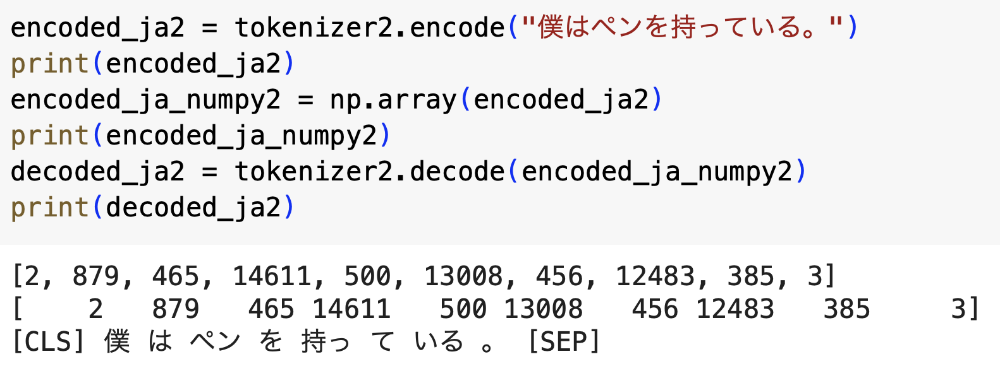 encoded_ja2 = tokenizer2.encode("僕はペンを持っている。")
print(encoded_ja2)
encoded_ja_numpy2 = np.array(encoded_ja2)
print(encoded_ja_numpy2)
decoded_ja2 = tokenizer2.decode(encoded_ja_numpy2)
print(decoded_ja2)
[2, 879, 465, 14611, 500, 13008, 456, 12483, 385, 3]
[    2   879   465 14611   500 13008   456 12483   385     3]
[CLS] 僕 は ペン を 持っ て いる 。 [SEP]